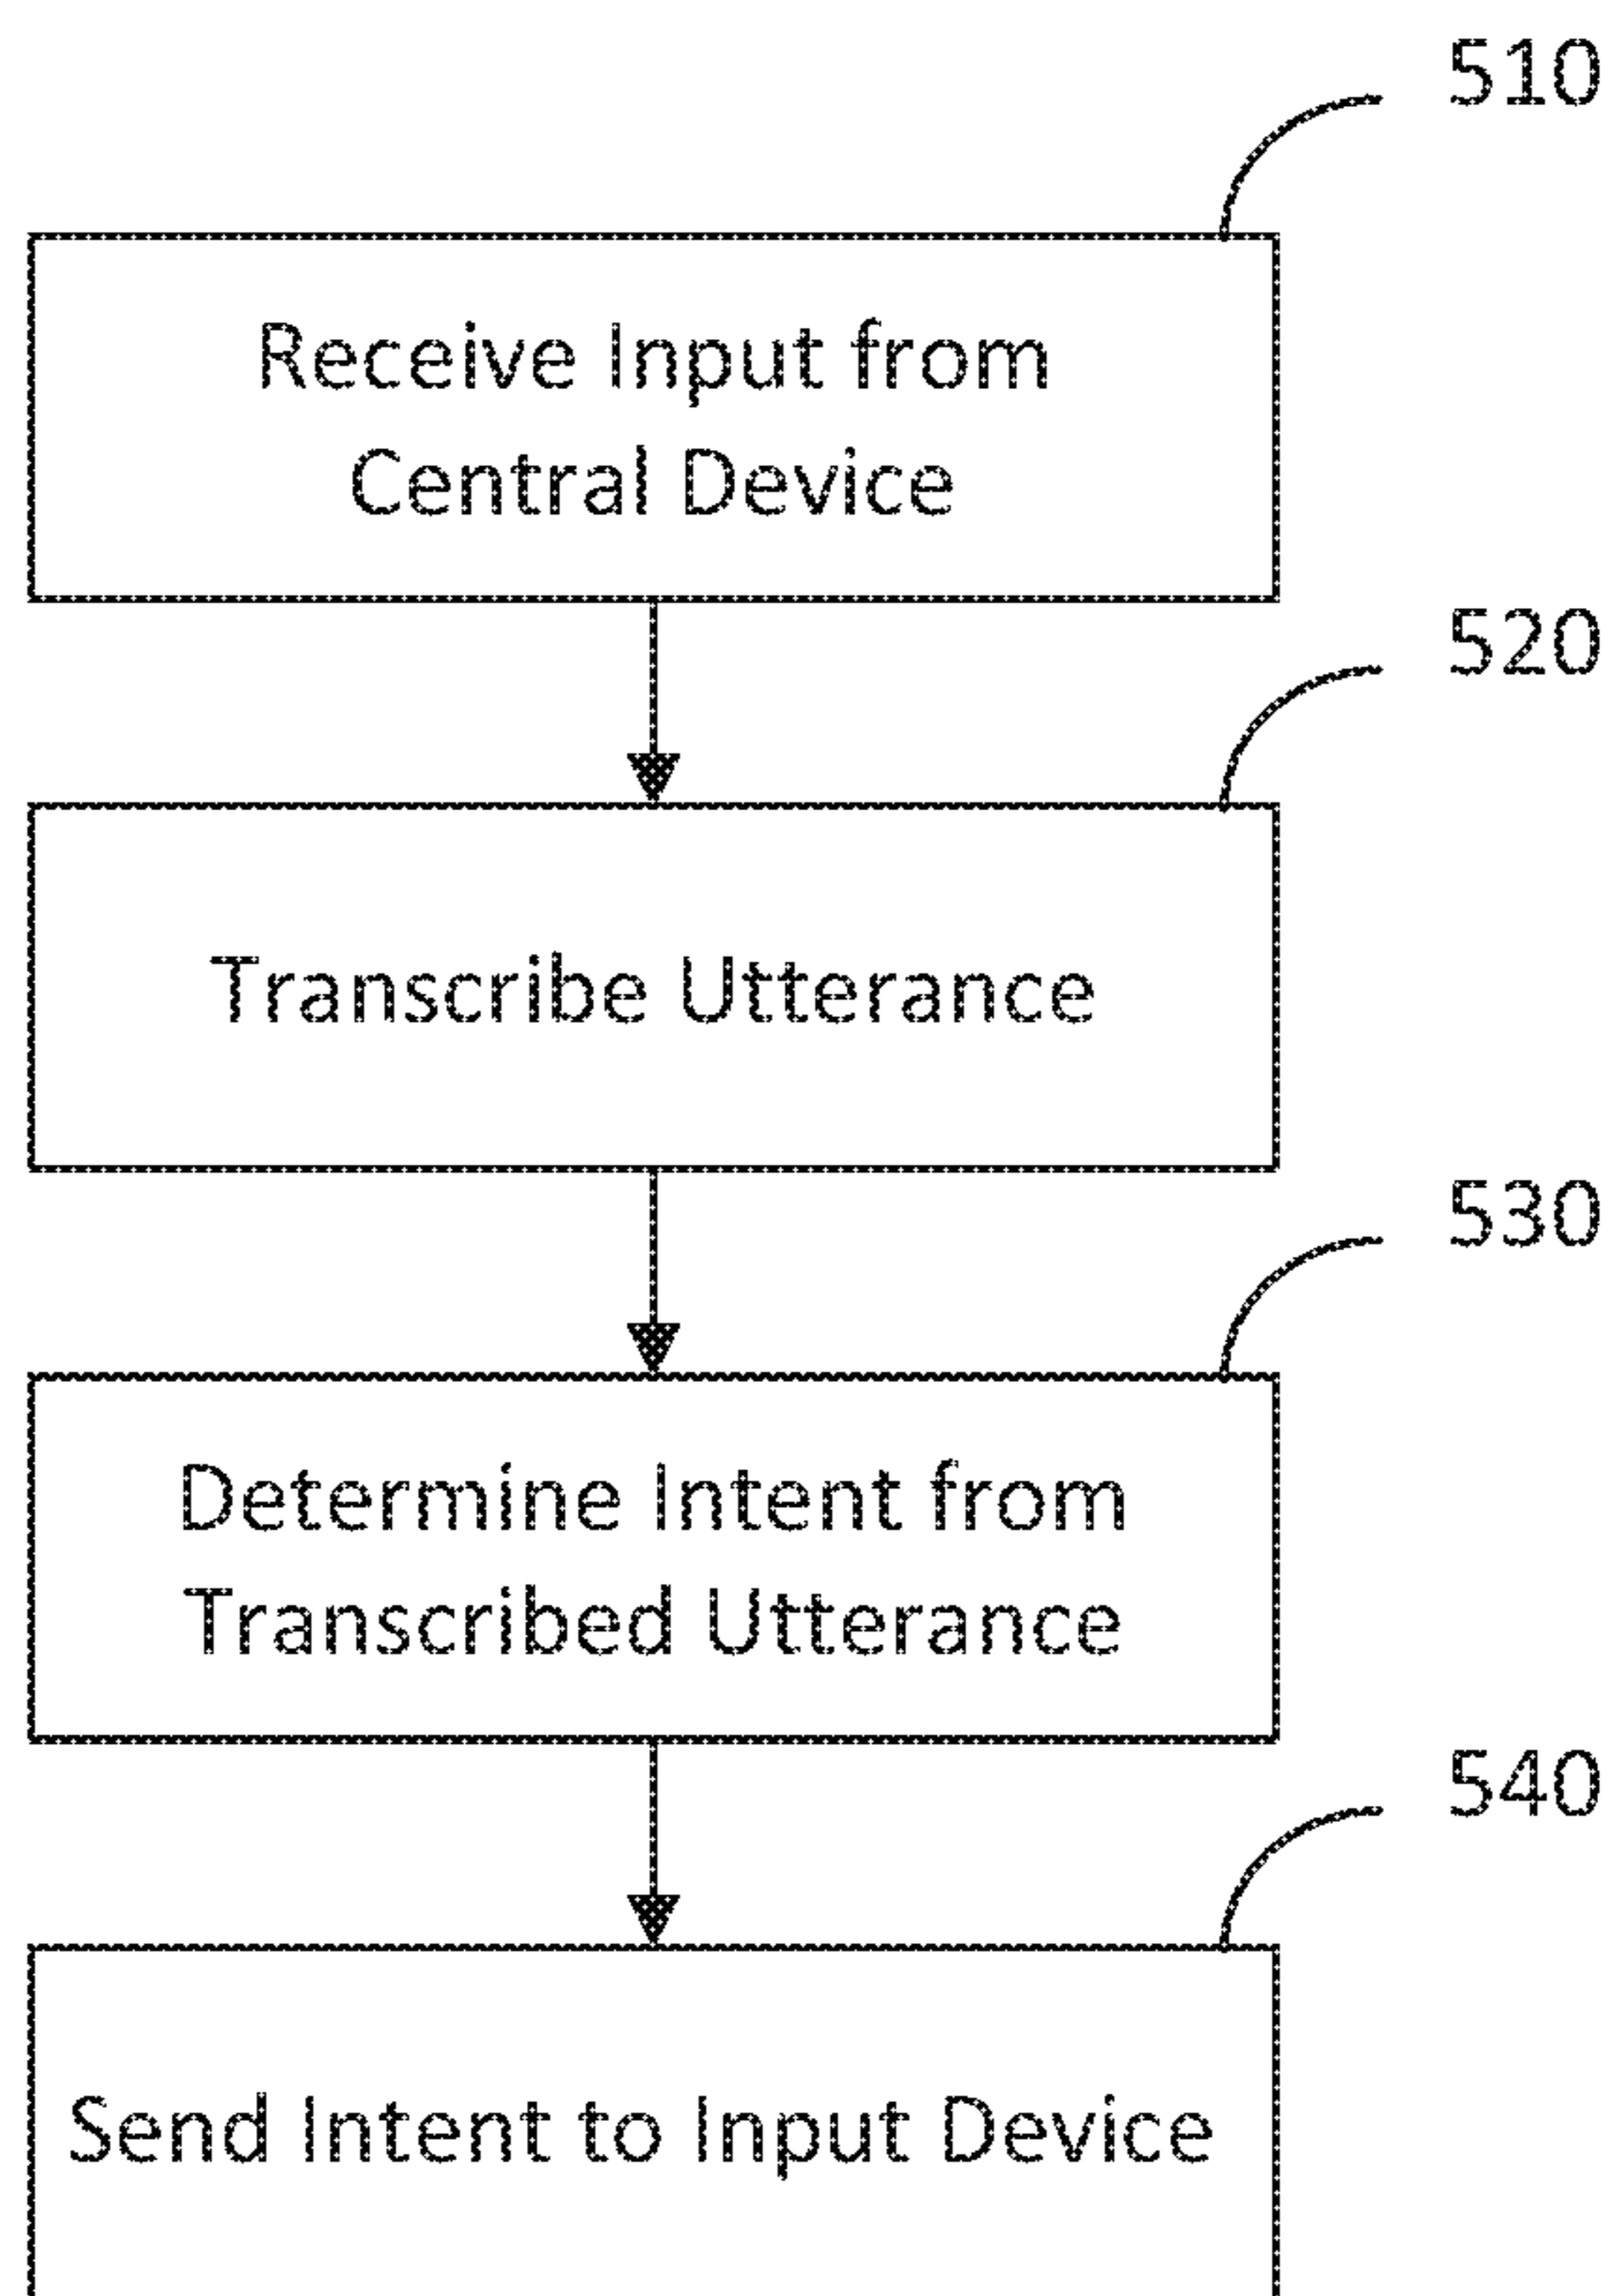 510
Receive Input from
Central Device
520
Transcribe Utterance
530
Determine Intent from
Transcribed Utterance
540
Send Intent to Input Device